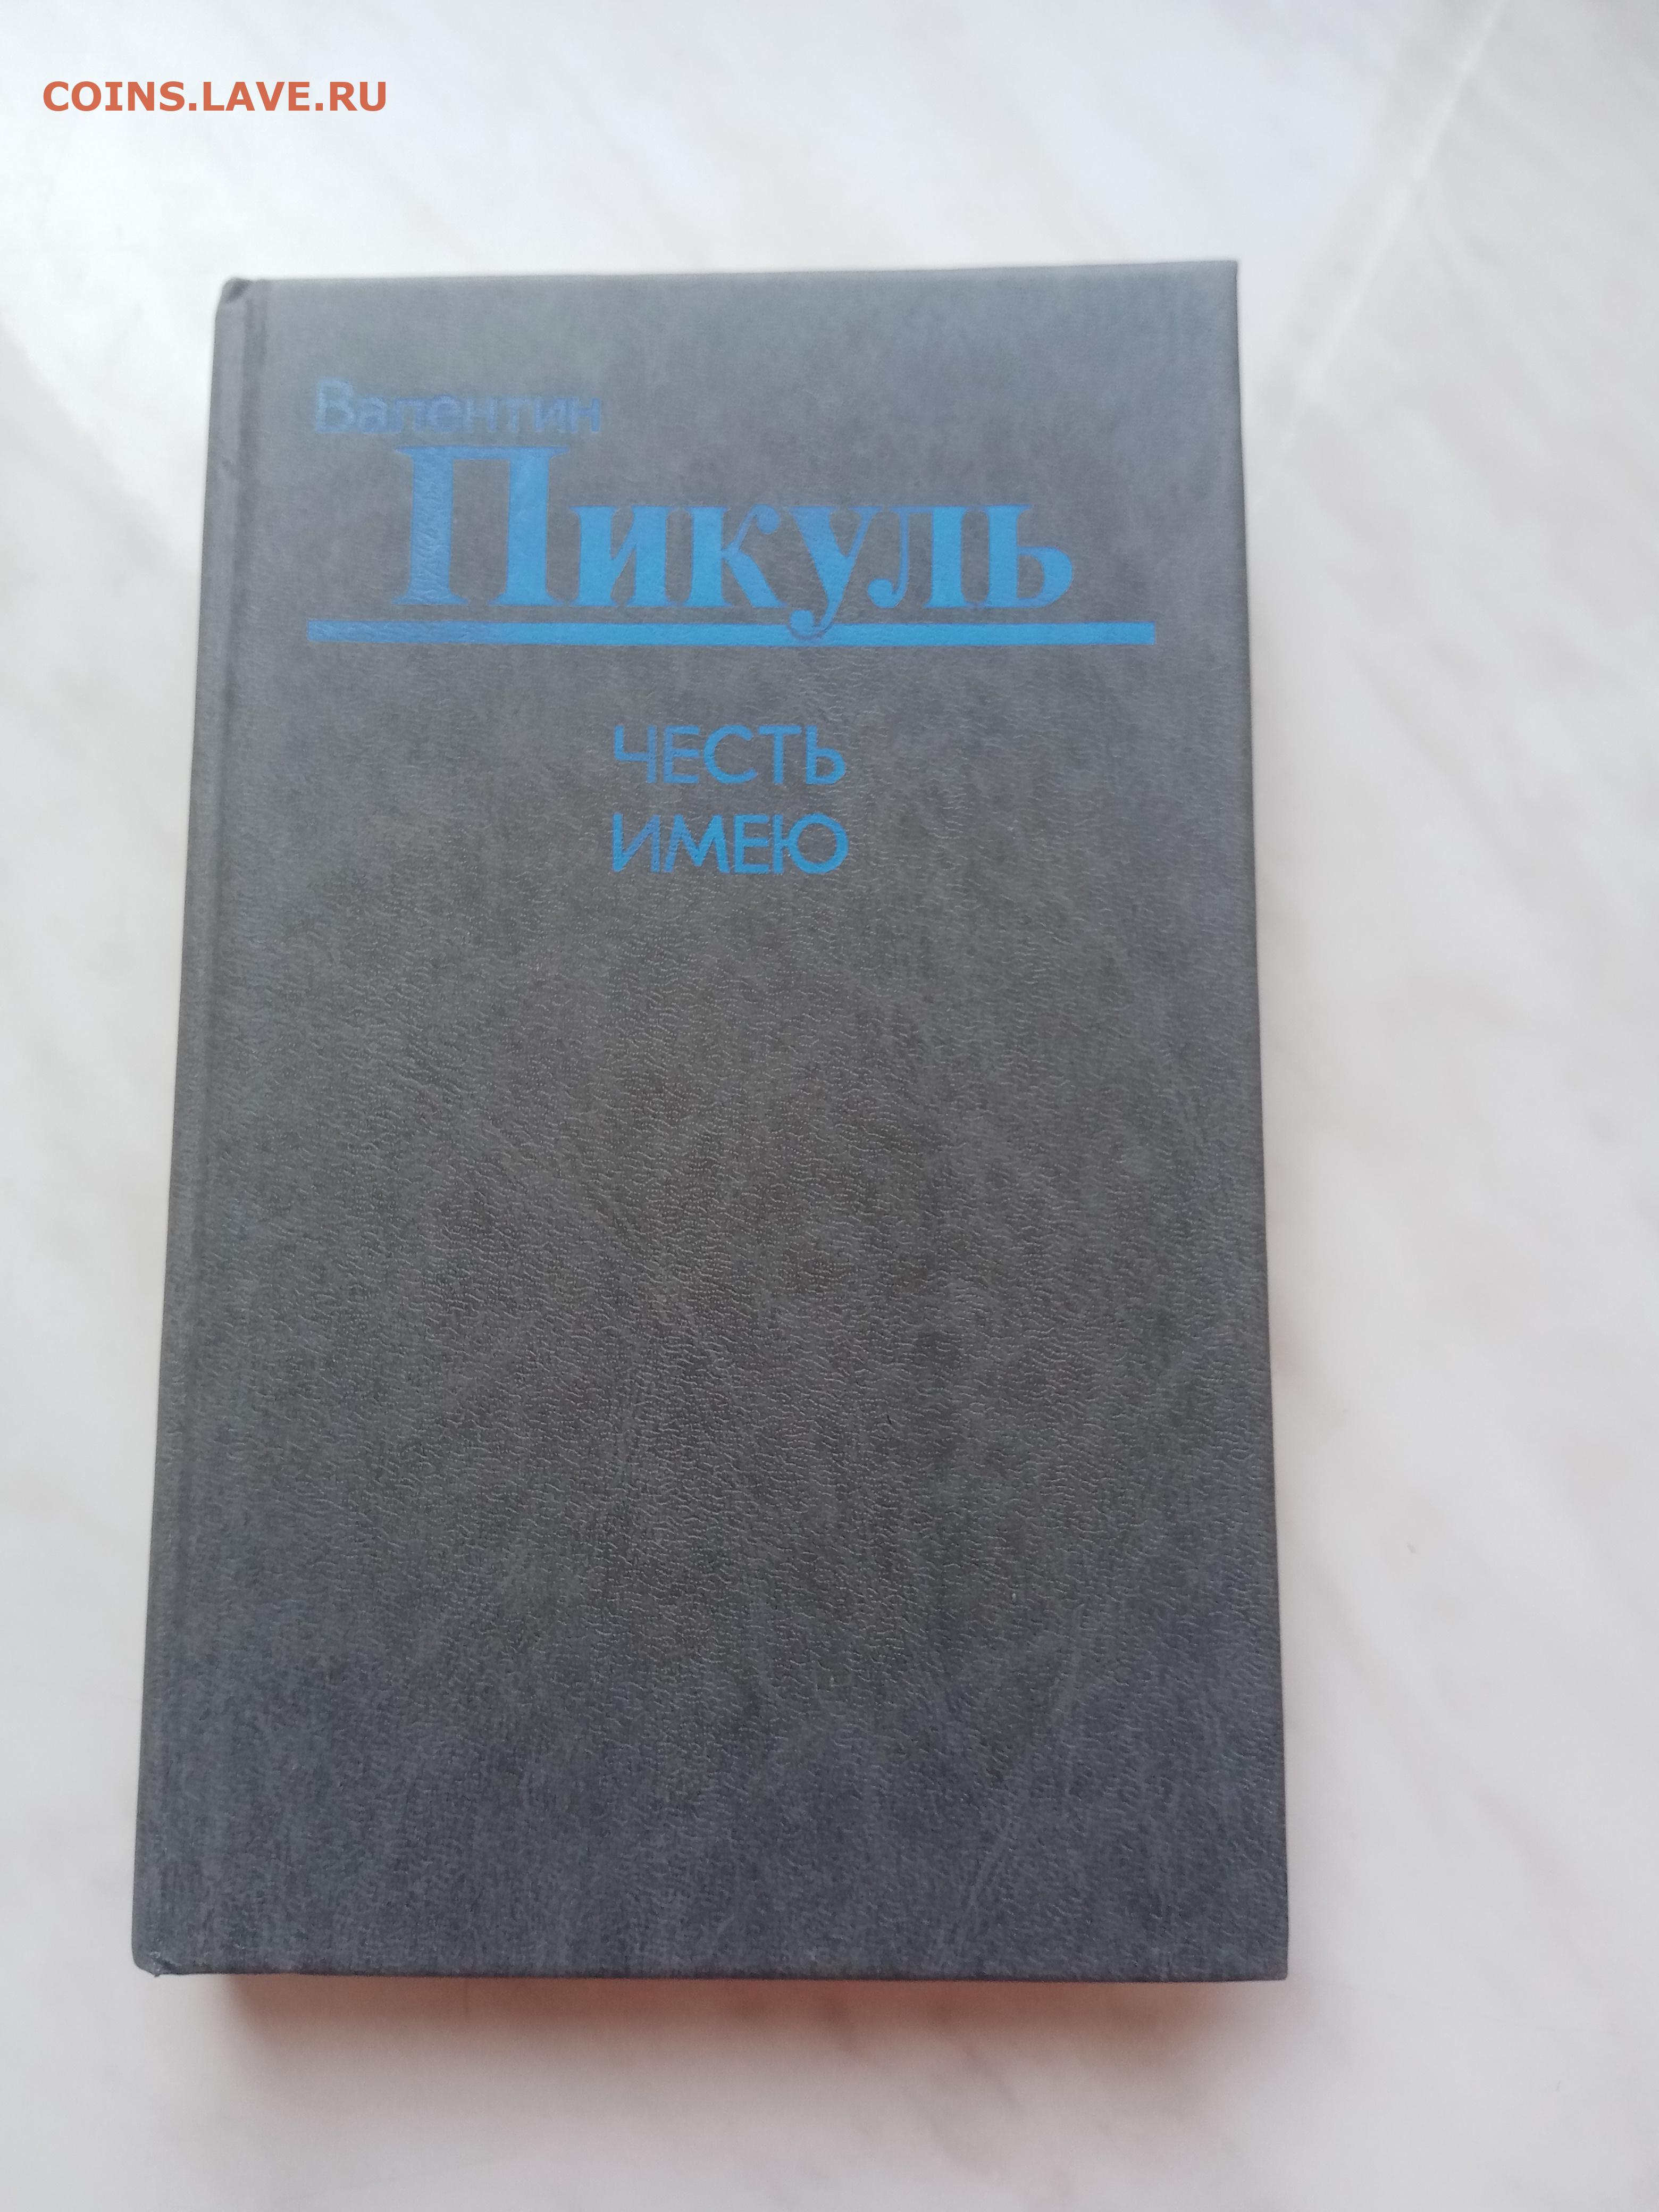 COINS.LAVE.RU
Валентин
Пикуль
ЧЕСТЬ
ИМЕЮ